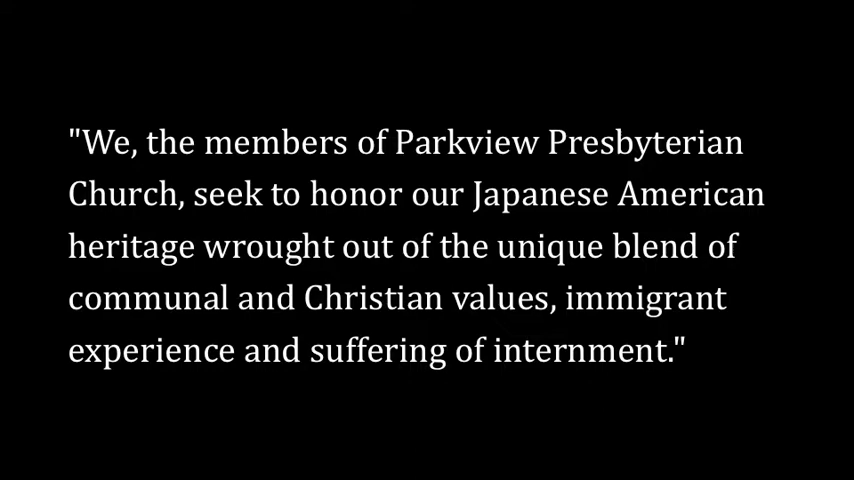 "We, the members of Parkview Presbyterian
Church, seek to honor our Japanese American
heritage wrought out of the unique blend of
communal and Christian values, immigrant
experience and suffering of internment."